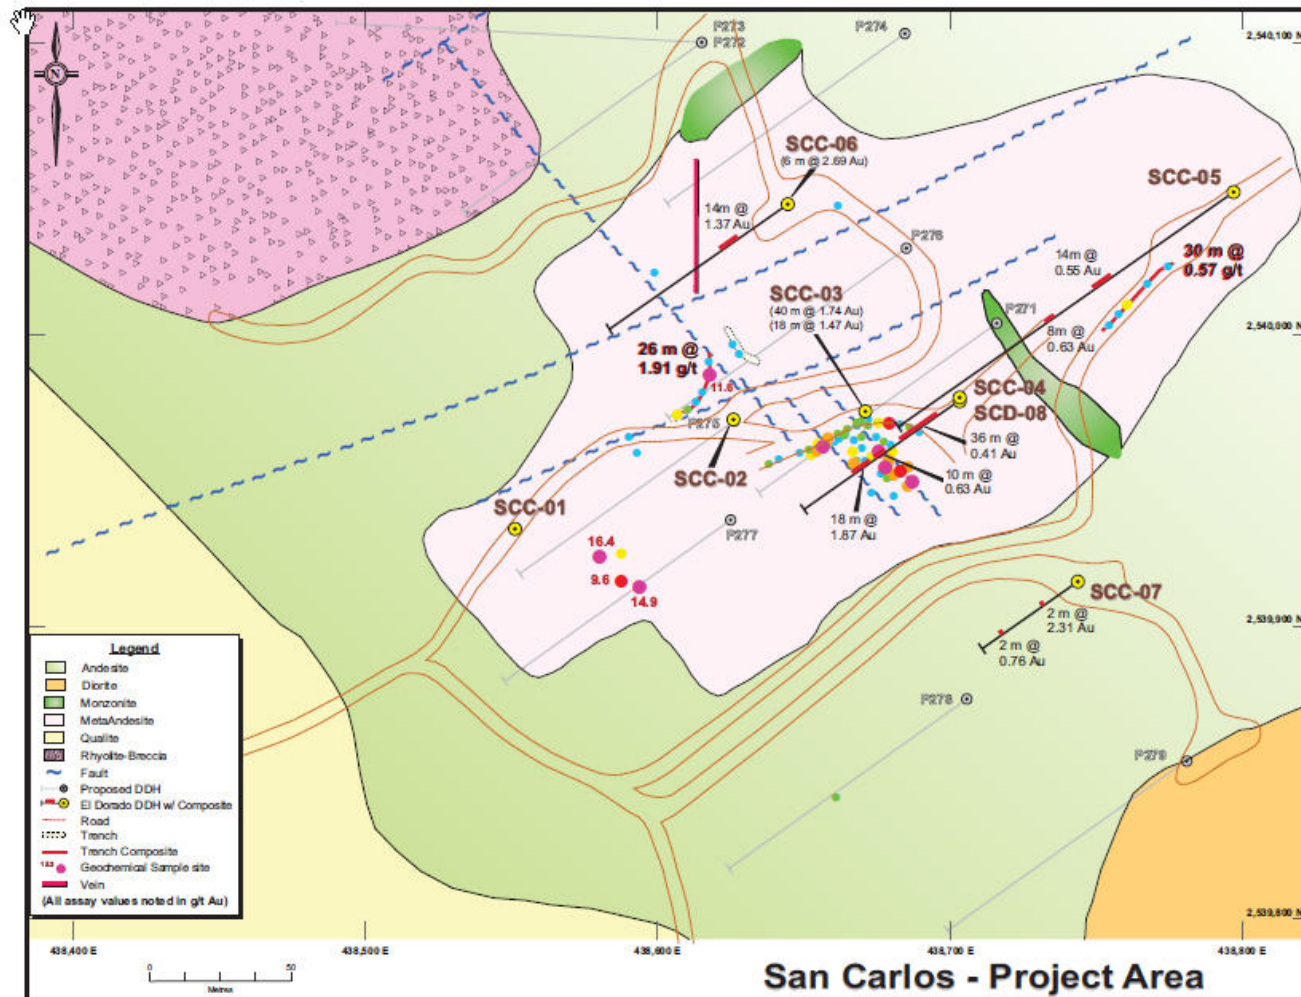 P273
P272
P274
2,540,100 N
N
SCC-06
(6 m @ 2.69 Au)
SCC-05
14m @
1.37 Au
P276
14m @
0.55 Au
30 m @
0.57 g/t
SCC-03
(40 m @ 1.74 Au)
(18 m @ 1.47 Au)
P271
8m @
0.63 Au
2,540,000 N
26 m @
1.91 g/t
11.6
SCC-04
SCD-08
P275
36 m @
0.41 Au
SCC-02
10 m @
0.63 Au
SCC-01
18 m @
1.87 Au
P277
16.4
9.6
14.9
SCC-07
2 m @
2.31 Au
2 m @
0.76 Au
2,539,900 N
P278
P279
Legend
Andesite
Diorite
Monzonite
MetaAndesite
Qualite
Rhyolite-Breccia
Fault
Proposed DDH
El Dorado DDH w/ Composite
Road
Trench
Trench Composite
Geochemical Sample site
Vein
(All assay values noted in g/t Au)
2,539,800 N
438,400 E
438,500 E
438,600 E
438,700 E
438,800 E
0
50
Metres
San Carlos - Project Area